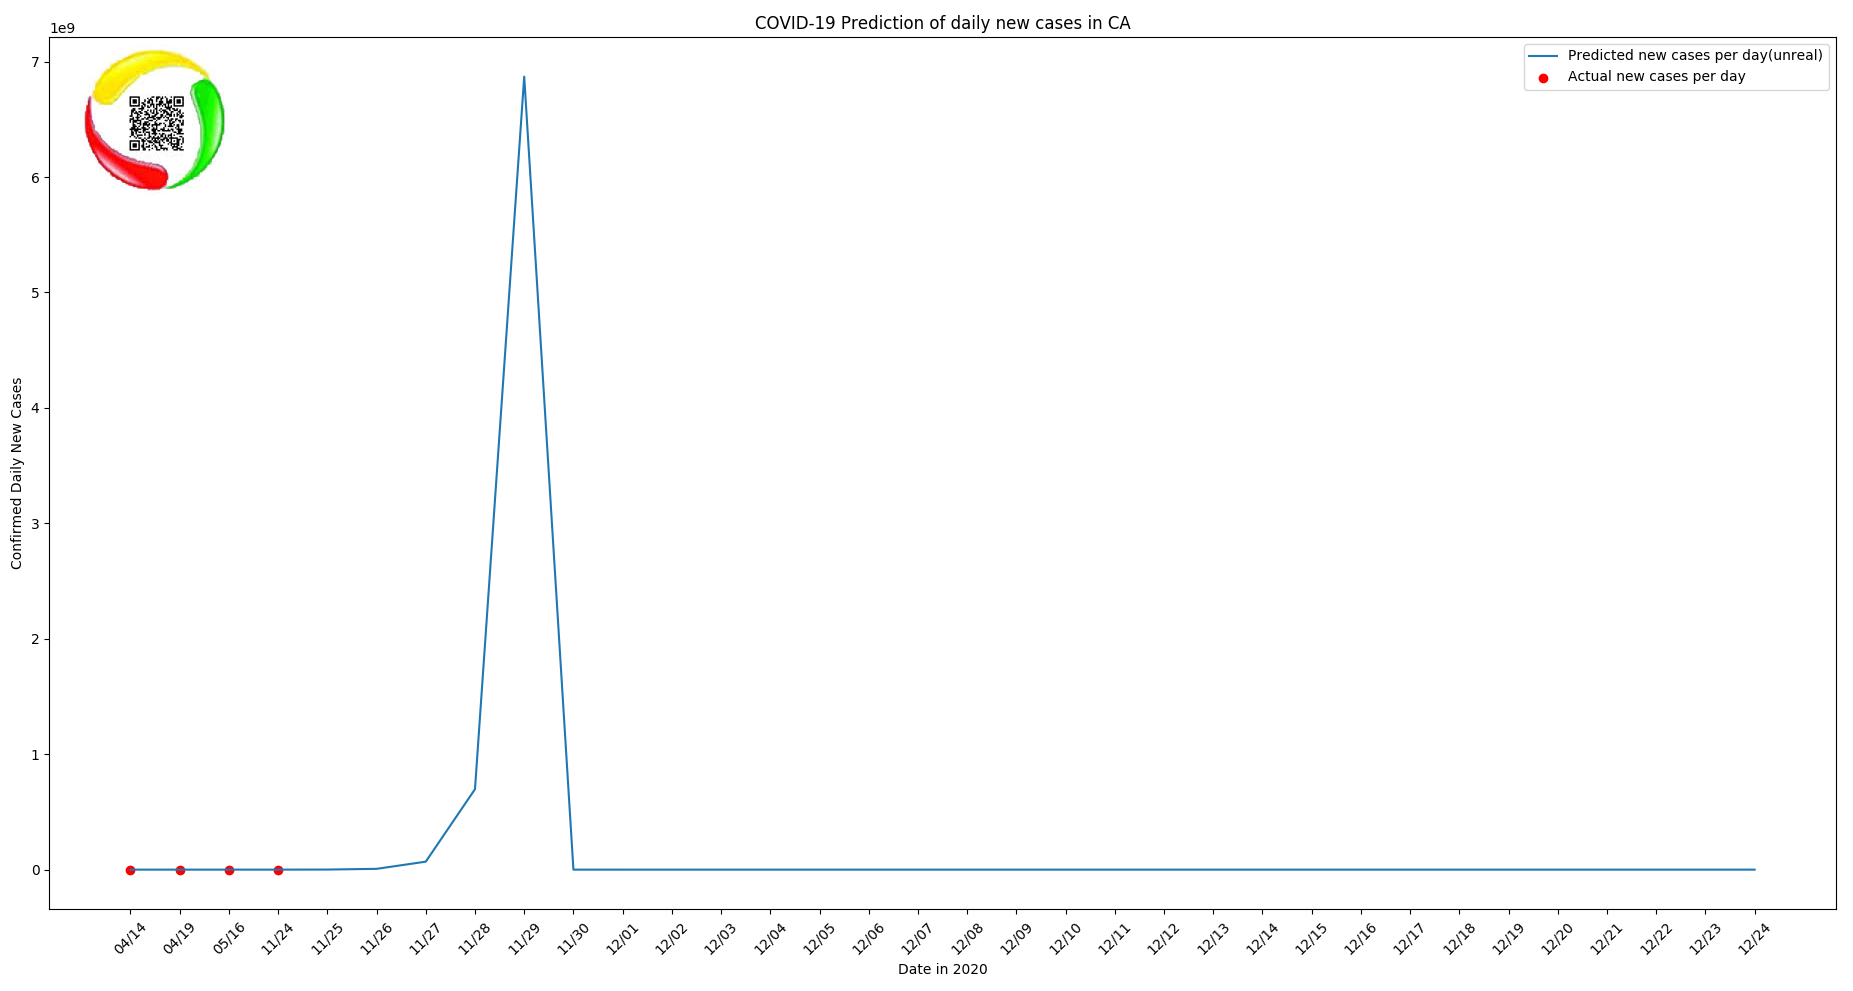 COVID-19 Prediction of daily new cases in CA
1e9
Predicted new cases per day(unreal)
Actual new cases per day
7
6
5
4
3
2
1
0
Confirmed Daily New Cases
04/14 04/19 05/16 11/24 11/25 11/26 11/27 11/28 11/29 11/30 12/01 12/02 12/03 12/04 12/05 12/06 12/07 12/08 12/09 12/10 12/11 12/12 12/13 12/14 12/15 12/16 12/17 12/18 12/19 12/20 12/21 12/22 12/23 12/24
Date in 2020